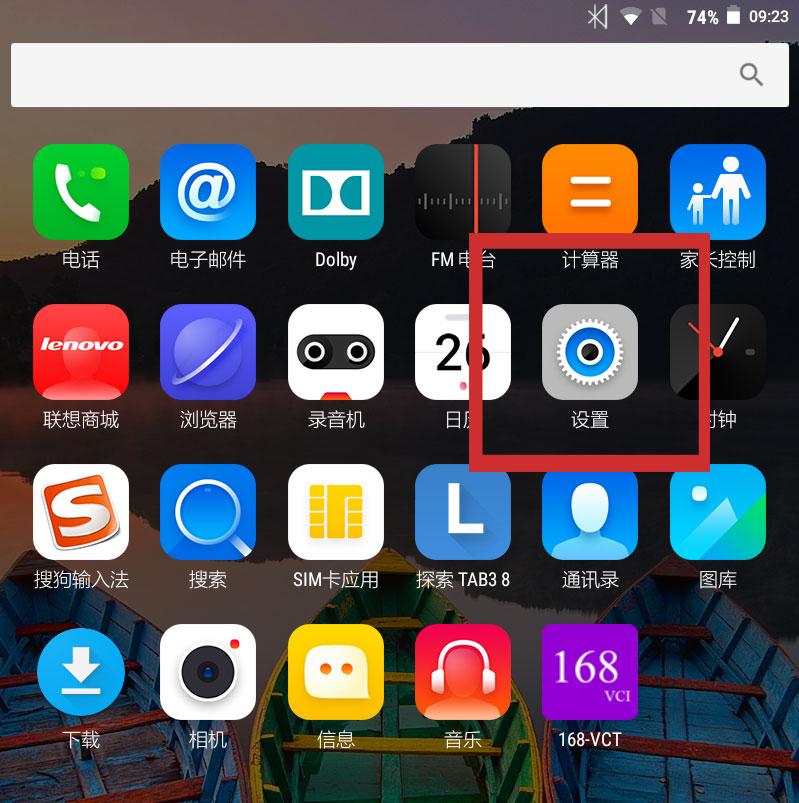 74% 09:23
电话 电子邮件 Dolby FM 电台 计算器 家长控制
lenovo 26
联想商城 浏览器 录音机 日历 设置 时钟
S L
搜狗输入法 搜索 SIM卡应用 探索 TAB3 8 通讯录 图库
168
VCI
下载 相机 信息 音乐 168-VCT